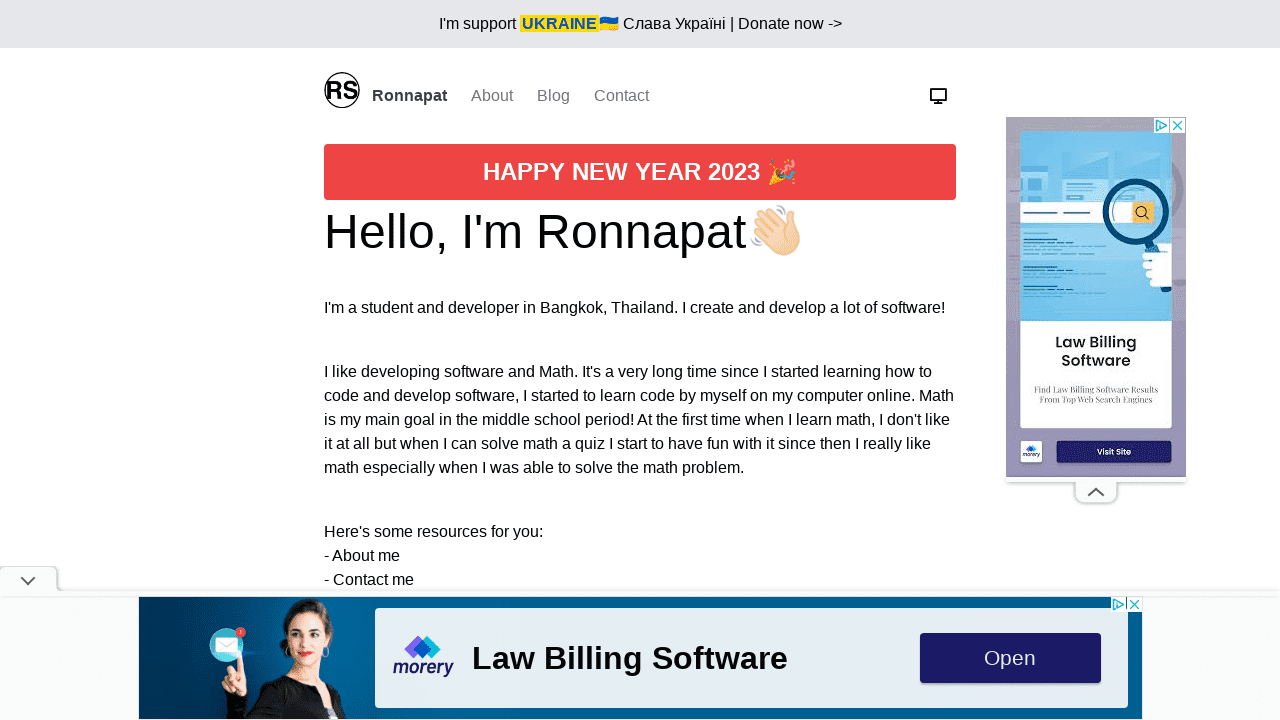 I'm support UKRAINE 🇺🇦 Слава Україні | Donate now ->
RS Ronnapat About Blog Contact
HAPPY NEW YEAR 2023 🎉
Hello, I'm Ronnapat👋🏻
I'm a student and developer in Bangkok, Thailand. I create and develop a lot of software!
I like developing software and Math. It's a very long time since I started learning how to
code and develop software, I started to learn code by myself on my computer online. Math
is my main goal in the middle school period! At the first time when I learn math, I don't like
it at all but when I can solve math a quiz I start to have fun with it since then I really like
math especially when I was able to solve the math problem.
Here's some resources for you:
- About me
- Contact me
Law Billing
Software
Find Law Billing Software Results
From Top Web Search Engines
morery
Visit Site
1
morery
Law Billing Software
Open